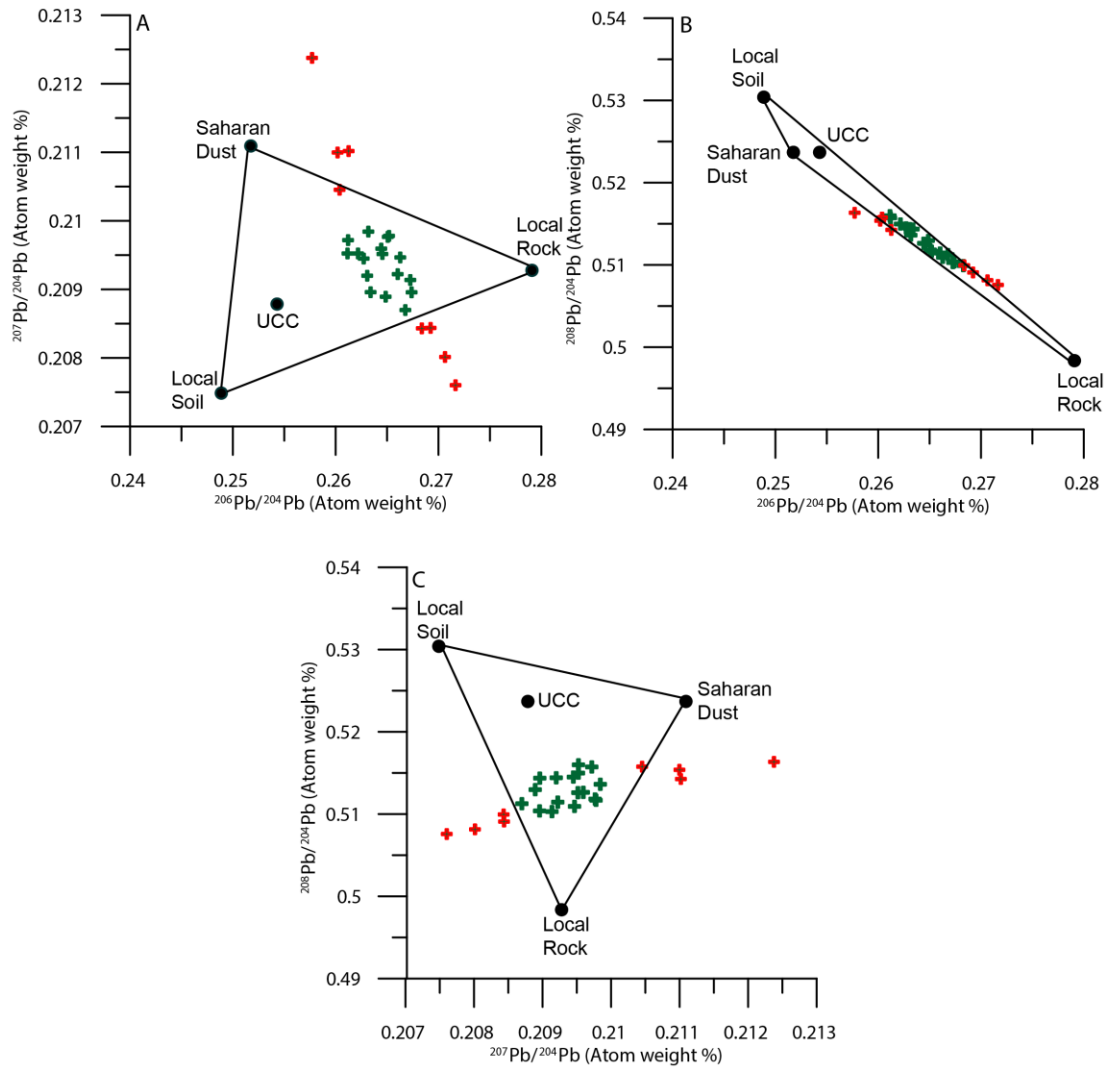 A
0.213
0.212
0.211
0.21
0.209
0.208
0.207
²⁰⁷Pb/²⁰⁴Pb (Atom weight %)
Saharan
Dust
Local
Rock
UCC
Local
Soil
0.24
0.25
0.26
0.27
0.28
²⁰⁶Pb/²⁰⁴Pb (Atom weight %)
B
0.54
0.53
0.52
0.51
0.5
0.49
²⁰⁸Pb/²⁰⁴Pb (Atom weight %)
Local
Soil
UCC
Saharan
Dust
Local
Rock
0.24
0.25
0.26
0.27
0.28
²⁰⁶Pb/²⁰⁴Pb (Atom weight %)
C
0.54
0.53
0.52
0.51
0.5
0.49
²⁰⁸Pb/²⁰⁴Pb (Atom weight %)
Local
Soil
UCC
Saharan
Dust
Local
Rock
0.207
0.208
0.209
0.21
0.211
0.212
0.213
²⁰⁷Pb/²⁰⁴Pb (Atom weight %)